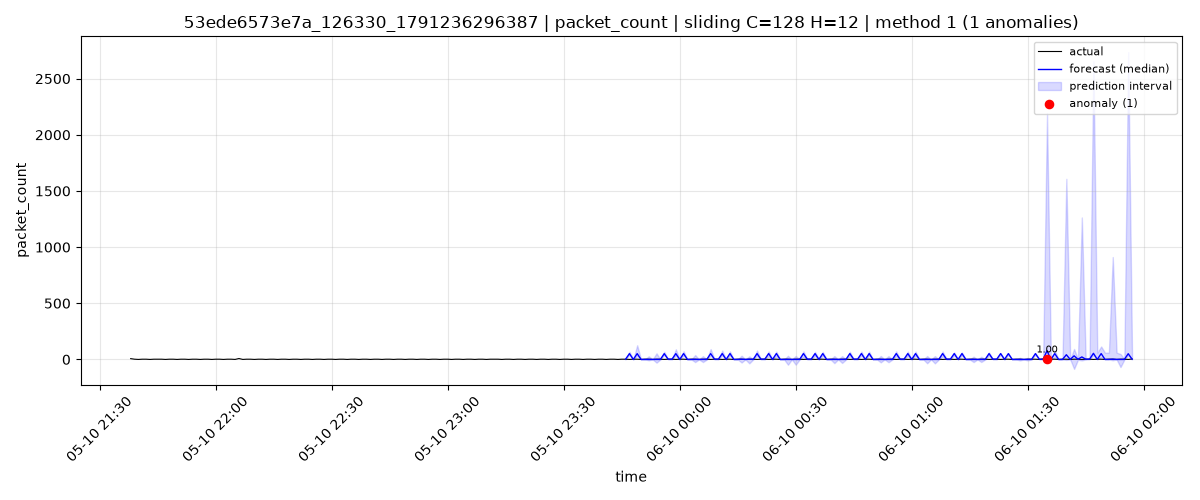 53ede6573e7a_126330_1791236296387 | packet_count | sliding C=128 H=12 | method 1 (1 anomalies)
actual
forecast (median)
prediction interval
anomaly (1)
packet_count
2500
2000
1500
1000
500
0
1.00
05-10 21:30
05-10 22:00
05-10 22:30
05-10 23:00
05-10 23:30
06-10 00:00
06-10 00:30
06-10 01:00
06-10 01:30
06-10 02:00
time